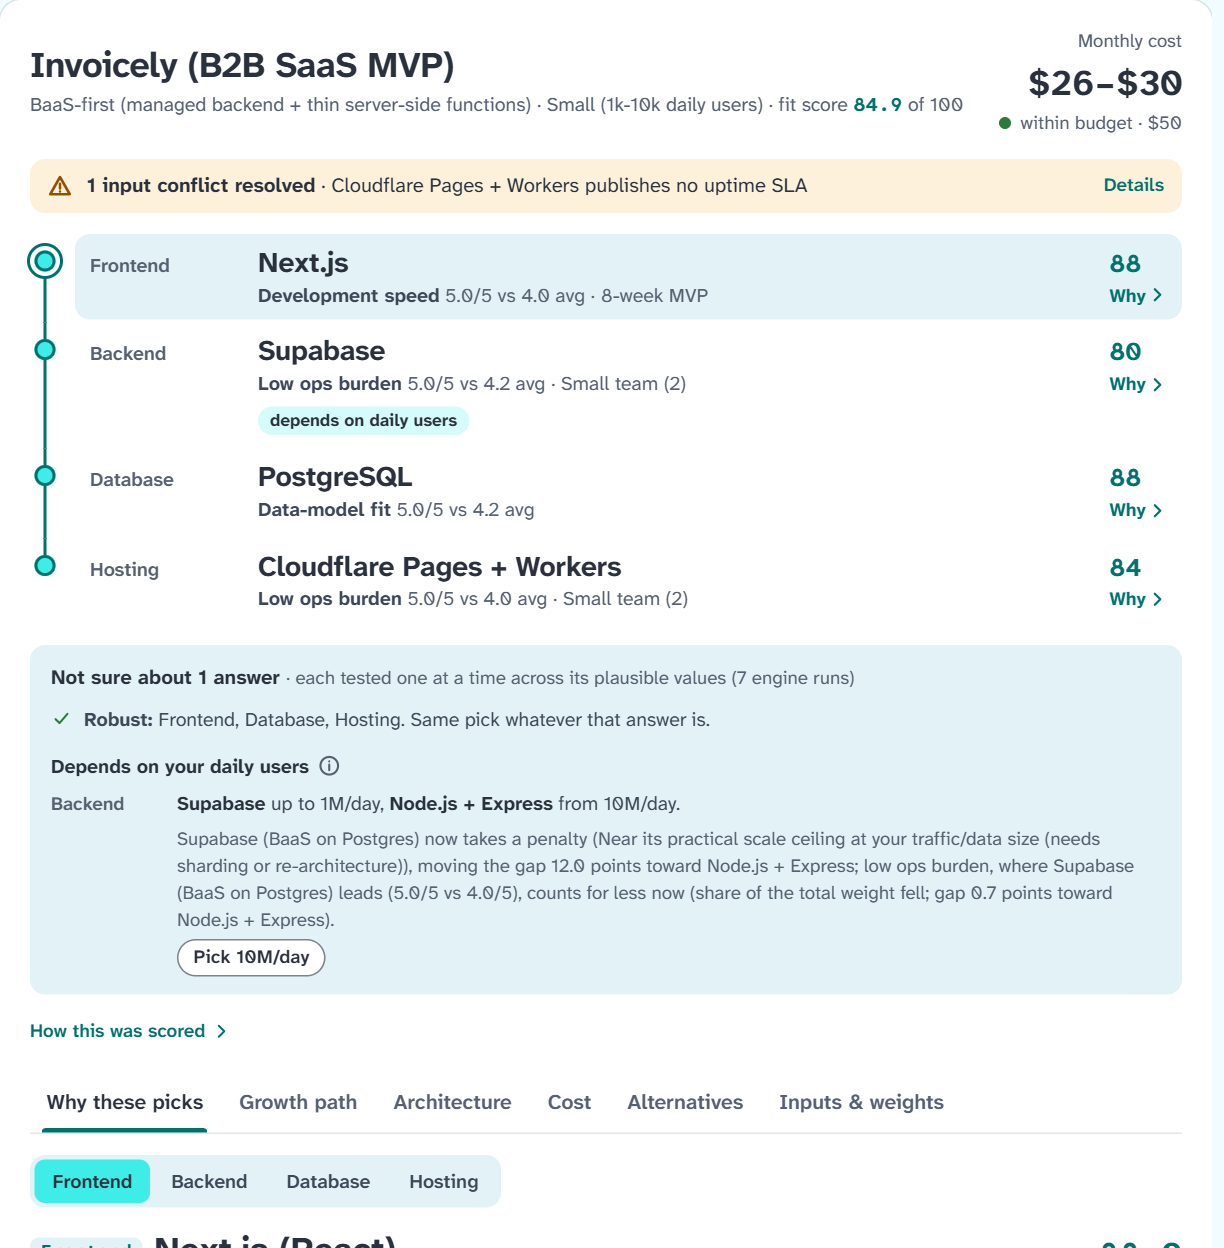 Invoicely (B2B SaaS MVP)
BaaS-first (managed backend + thin server-side functions) · Small (1k-10k daily users) · fit score 84.9 of 100
Monthly cost
$26–$30
within budget · $50
1 input conflict resolved · Cloudflare Pages + Workers publishes no uptime SLA
Details
Frontend
Next.js
88
Development speed 5.0/5 vs 4.0 avg · 8-week MVP
Why
Backend
Supabase
80
Low ops burden 5.0/5 vs 4.2 avg · Small team (2)
Why
depends on daily users
Database
PostgreSQL
88
Data-model fit 5.0/5 vs 4.2 avg
Why
Hosting
Cloudflare Pages + Workers
84
Low ops burden 5.0/5 vs 4.0 avg · Small team (2)
Why
Not sure about 1 answer · each tested one at a time across its plausible values (7 engine runs)
Robust: Frontend, Database, Hosting. Same pick whatever that answer is.
Depends on your daily users
Backend
Supabase up to 1M/day, Node.js + Express from 10M/day.
Supabase (BaaS on Postgres) now takes a penalty (Near its practical scale ceiling at your traffic/data size (needs
sharding or re-architecture)), moving the gap 12.0 points toward Node.js + Express; low ops burden, where Supabase
(BaaS on Postgres) leads (5.0/5 vs 4.0/5), counts for less now (share of the total weight fell; gap 0.7 points toward
Node.js + Express).
Pick 10M/day
How this was scored
Why these picks
Growth path
Architecture
Cost
Alternatives
Inputs & weights
Frontend
Backend
Database
Hosting
Frontend
Next.js (React)